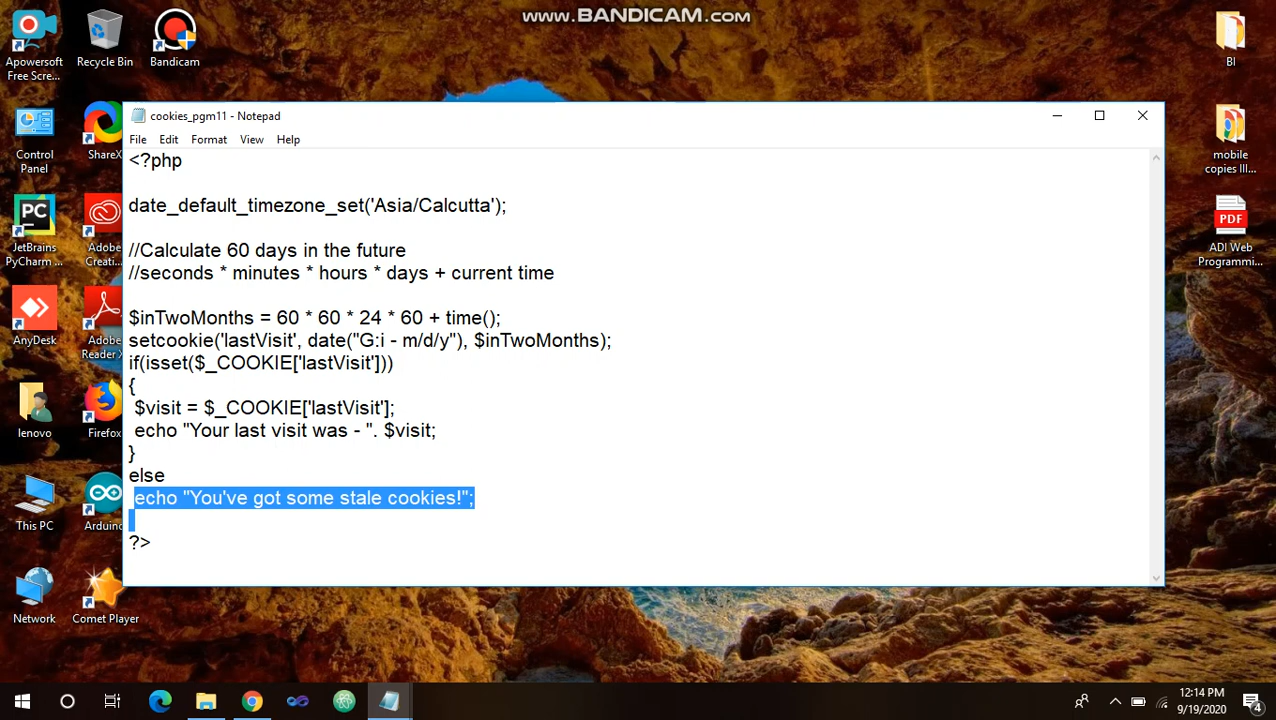 www.BANDICAM.com
Apowersoft
Free Scre...
Recycle Bin
Bandicam
BI
Control
Panel
ShareX
mobile
copies III...
JetBrains
PyCharm ...
Adobe
Creati...
PDF
ADI Web
Programmi...
AnyDesk
Adobe
Reader X
lenovo
Firefox
This PC
Arduino
Network
Comet Player
PC
cookies_pgm11 - Notepad
File Edit Format View Help
<?php
date_default_timezone_set('Asia/Calcutta');
//Calculate 60 days in the future
//seconds * minutes * hours * days + current time
$inTwoMonths = 60 * 60 * 24 * 60 + time();
setcookie('lastVisit', date("G:i - m/d/y"), $inTwoMonths);
if(isset($_COOKIE['lastVisit']))
{
$visit = $_COOKIE['lastVisit'];
echo "Your last visit was - ". $visit;
}
else
echo "You've got some stale cookies!";
?>
12:14 PM
9/19/2020
4